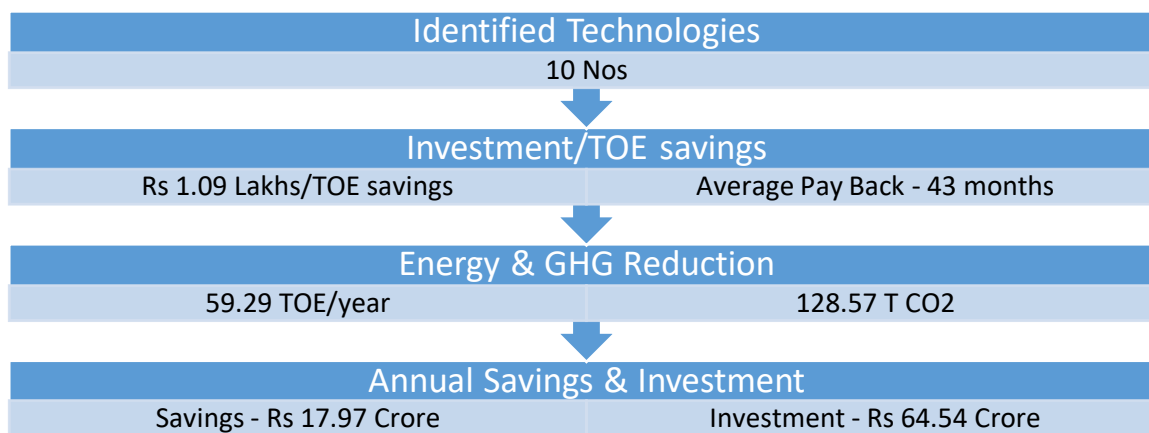 Identified Technologies
10 Nos
Investment/TOE savings
Rs 1.09 Lakhs/TOE savings
Average Pay Back - 43 months
Energy & GHG Reduction
59.29 TOE/year
128.57 T CO2
Annual Savings & Investment
Savings - Rs 17.97 Crore
Investment - Rs 64.54 Crore